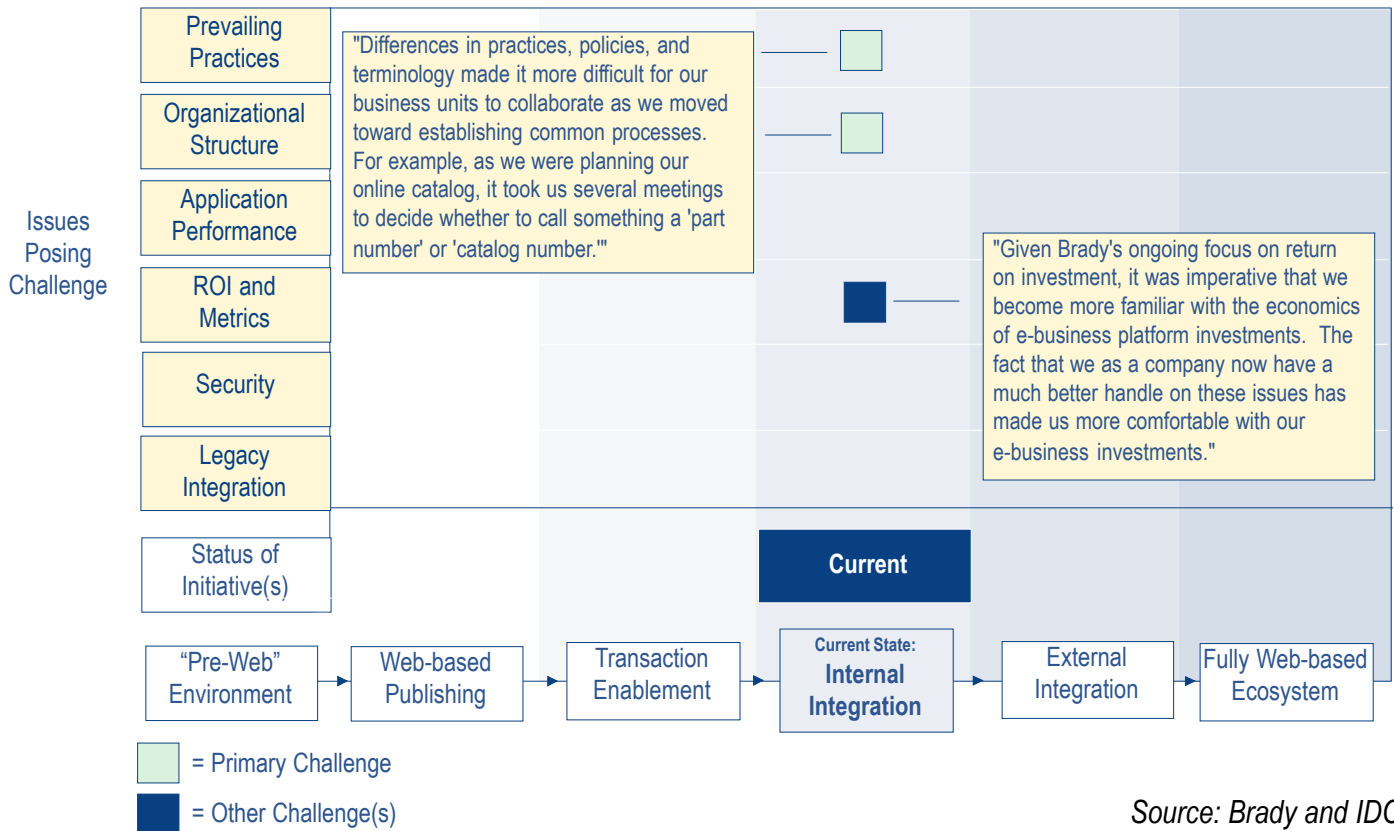 Prevailing
Practices
"Differences in practices, policies, and
terminology made it more difficult for our
business units to collaborate as we moved
toward establishing common processes.
For example, as we were planning our
online catalog, it took us several meetings
to decide whether to call something a 'part
number' or 'catalog number.'"
Organizational
Structure
Application
Performance
Issues
Posing
Challenge
ROI and
Metrics
"Given Brady's ongoing focus on return
on investment, it was imperative that we
become more familiar with the economics
of e-business platform investments.  The
fact that we as a company now have a
much better handle on these issues has
made us more comfortable with our
e-business investments."
Security
Legacy
Integration
Status of
Initiative(s)
Current
“Pre-Web”
Environment
Web-based
Publishing
Transaction
Enablement
Current State:
Internal
Integration
External
Integration
Fully Web-based
Ecosystem
= Primary Challenge
= Other Challenge(s)
Source: Brady and IDC